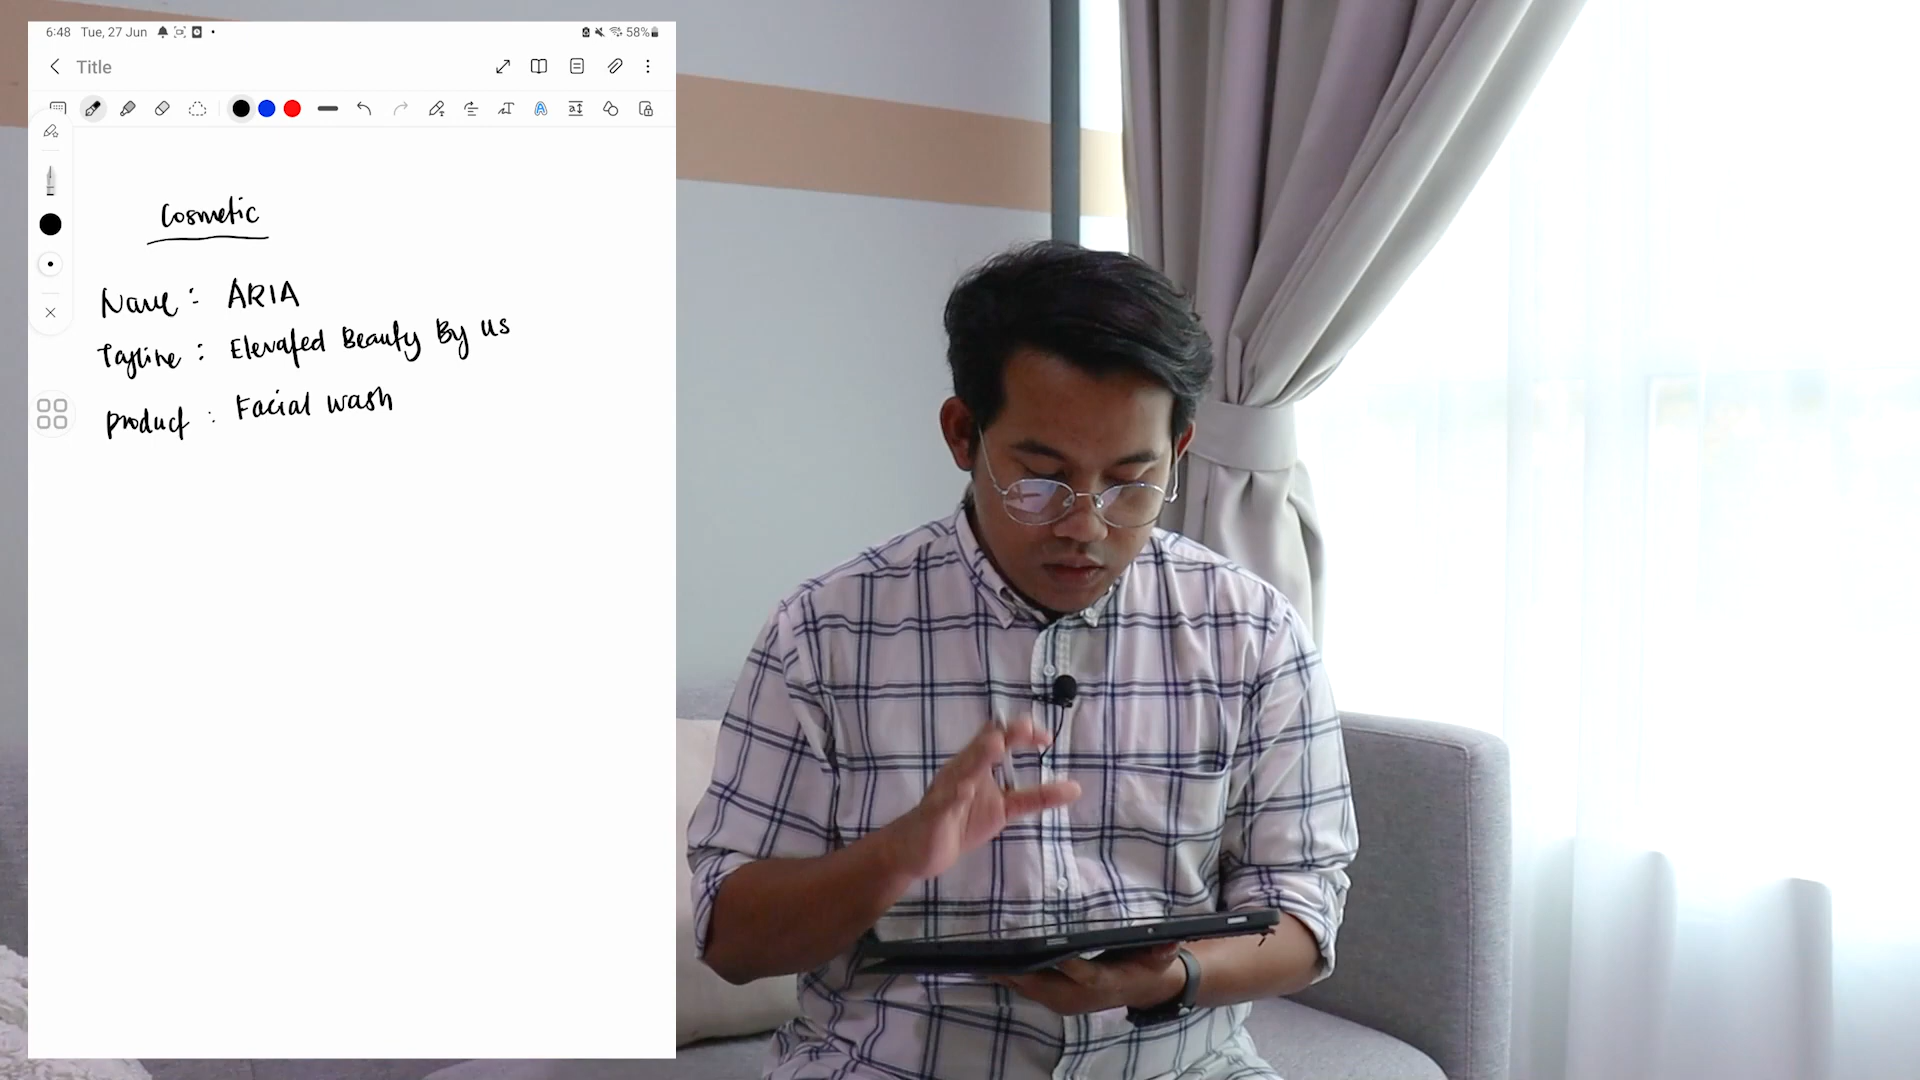 6:48 Tue, 27 Jun 58%
Title
Cosmetic
Name : ARIA
Tagline : Elevated Beauty By us
product : Facial wash